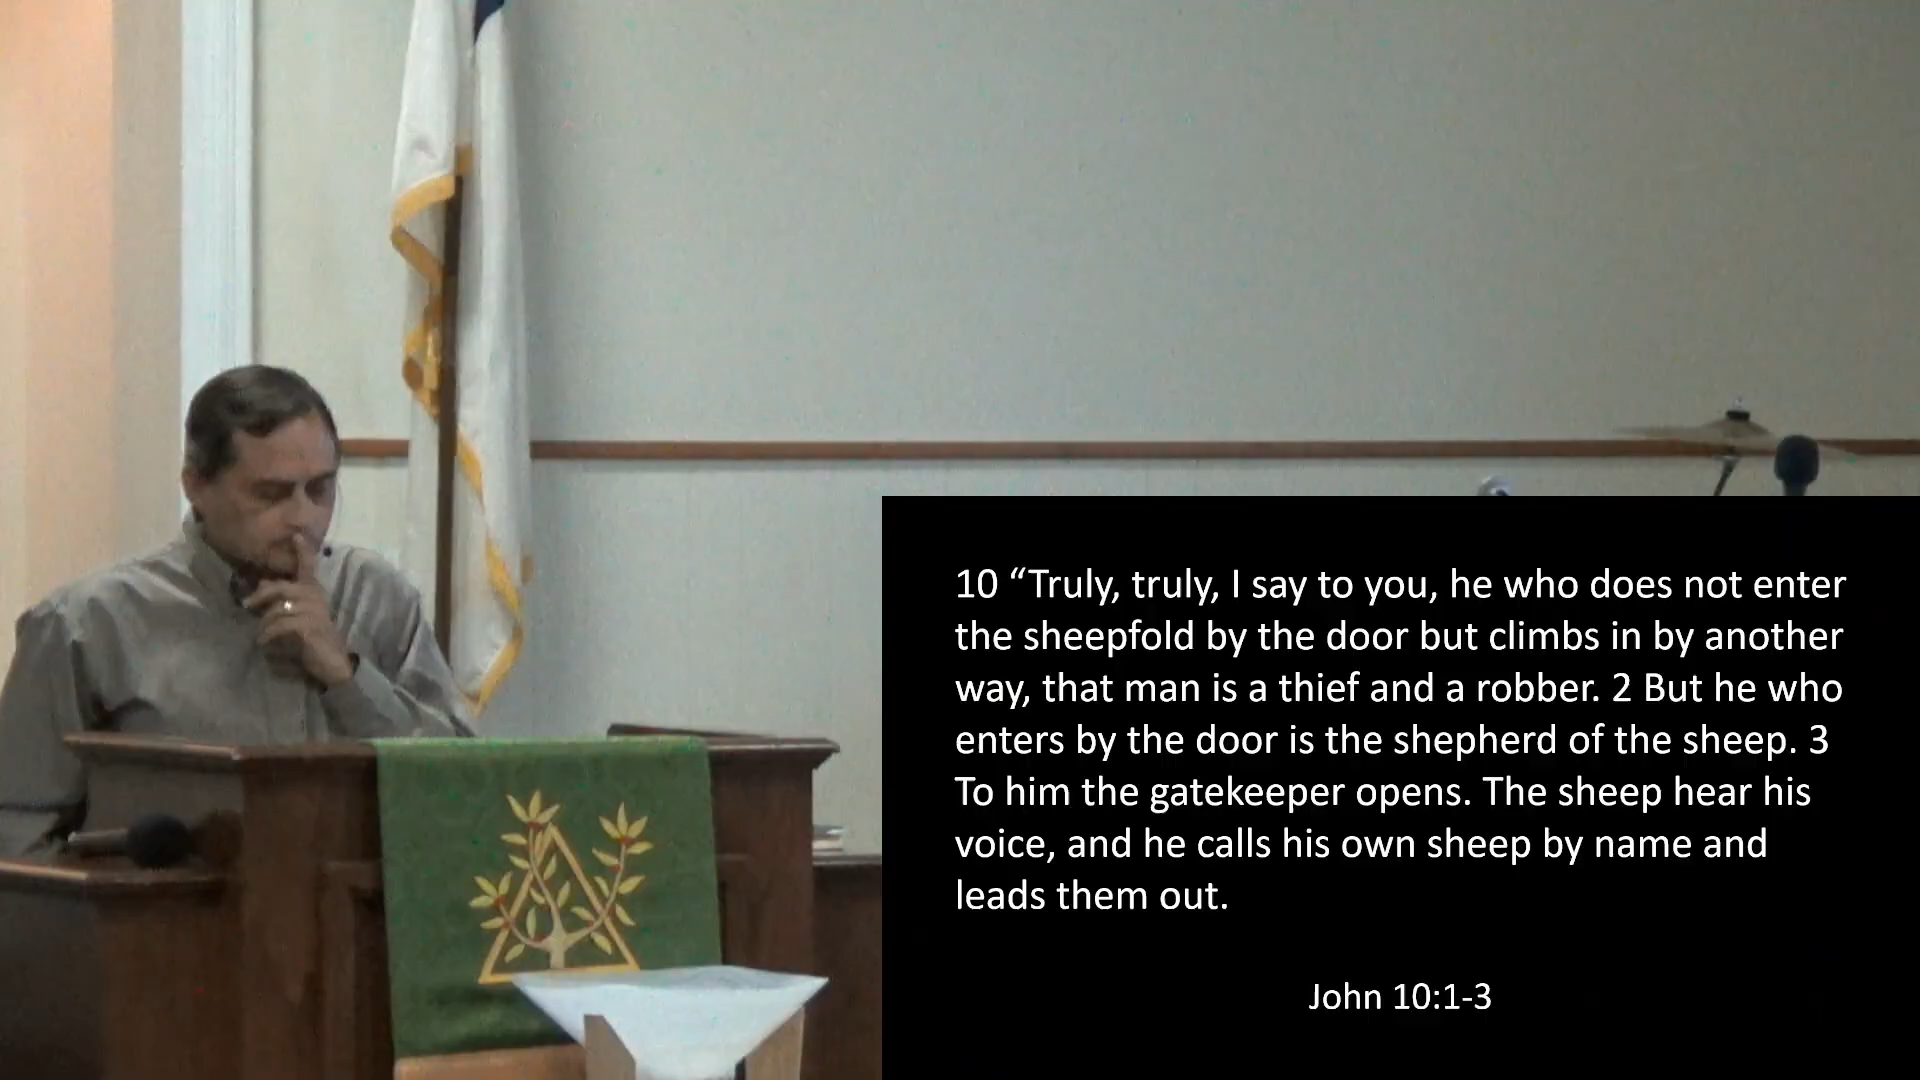 10 “Truly, truly, I say to you, he who does not enter
the sheepfold by the door but climbs in by another
way, that man is a thief and a robber. 2 But he who
enters by the door is the shepherd of the sheep. 3
To him the gatekeeper opens. The sheep hear his
voice, and he calls his own sheep by name and
leads them out.
John 10:1-3